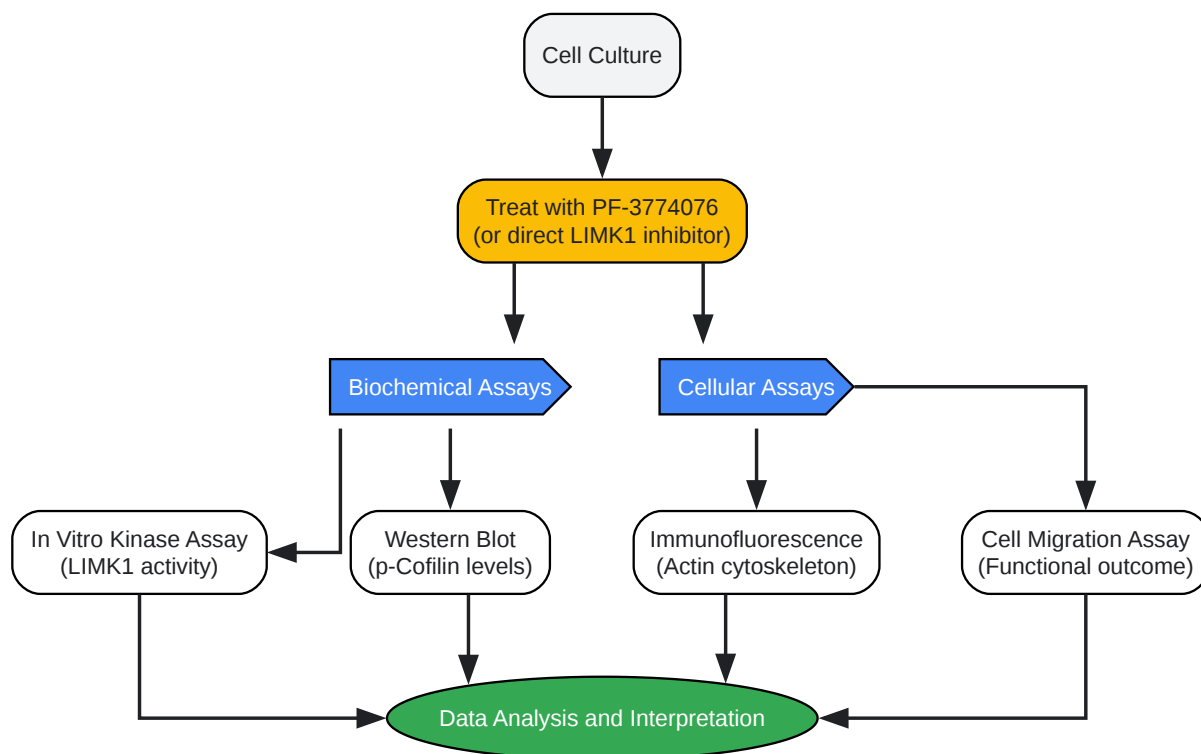 Cell Culture
Treat with PF-3774076
(or direct LIMK1 inhibitor)
Biochemical Assays
Cellular Assays
In Vitro Kinase Assay
(LIMK1 activity)
Western Blot
(p-Cofilin levels)
Immunofluorescence
(Actin cytoskeleton)
Cell Migration Assay
(Functional outcome)
Data Analysis and Interpretation